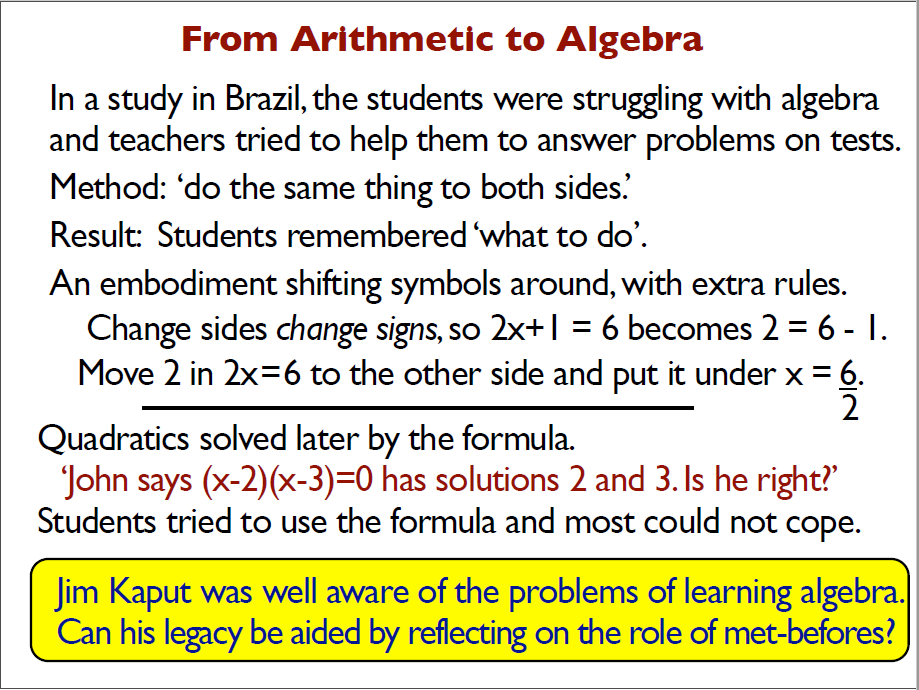 From Arithmetic to Algebra
In a study in Brazil, the students were struggling with algebra
and teachers tried to help them to answer problems on tests.
Method: ‘do the same thing to both sides.’
Result: Students remembered ‘what to do’.
An embodiment shifting symbols around, with extra rules.
Change sides change signs, so 2x+1 = 6 becomes 2 = 6 - 1.
Move 2 in 2x=6 to the other side and put it under x = 6.
2
Quadratics solved later by the formula.
‘John says (x-2)(x-3)=0 has solutions 2 and 3. Is he right?’
Students tried to use the formula and most could not cope.
Jim Kaput was well aware of the problems of learning algebra.
Can his legacy be aided by reflecting on the role of met-befores?